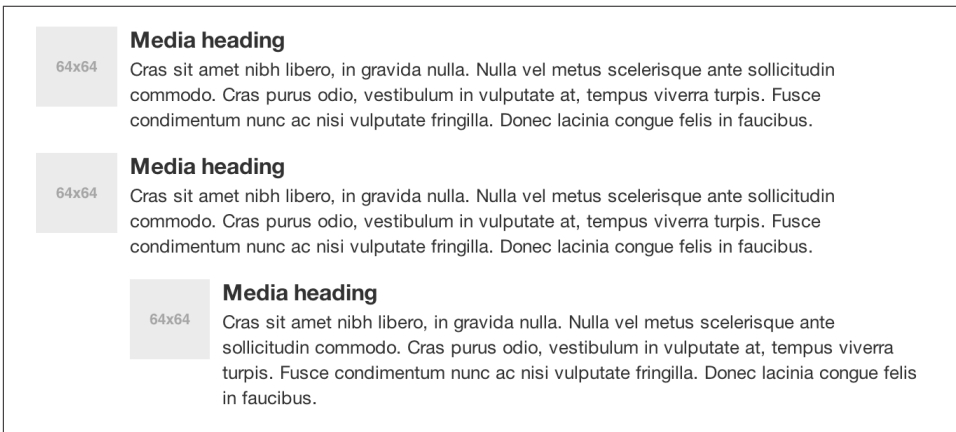 64x64
Media heading
Cras sit amet nibh libero, in gravida nulla. Nulla vel metus scelerisque ante sollicitudin
commodo. Cras purus odio, vestibulum in vulputate at, tempus viverra turpis. Fusce
condimentum nunc ac nisi vulputate fringilla. Donec lacinia congue felis in faucibus.
64x64
Media heading
Cras sit amet nibh libero, in gravida nulla. Nulla vel metus scelerisque ante sollicitudin
commodo. Cras purus odio, vestibulum in vulputate at, tempus viverra turpis. Fusce
condimentum nunc ac nisi vulputate fringilla. Donec lacinia congue felis in faucibus.
64x64
Media heading
Cras sit amet nibh libero, in gravida nulla. Nulla vel metus scelerisque ante
sollicitudin commodo. Cras purus odio, vestibulum in vulputate at, tempus viverra
turpis. Fusce condimentum nunc ac nisi vulputate fringilla. Donec lacinia congue felis
in faucibus.